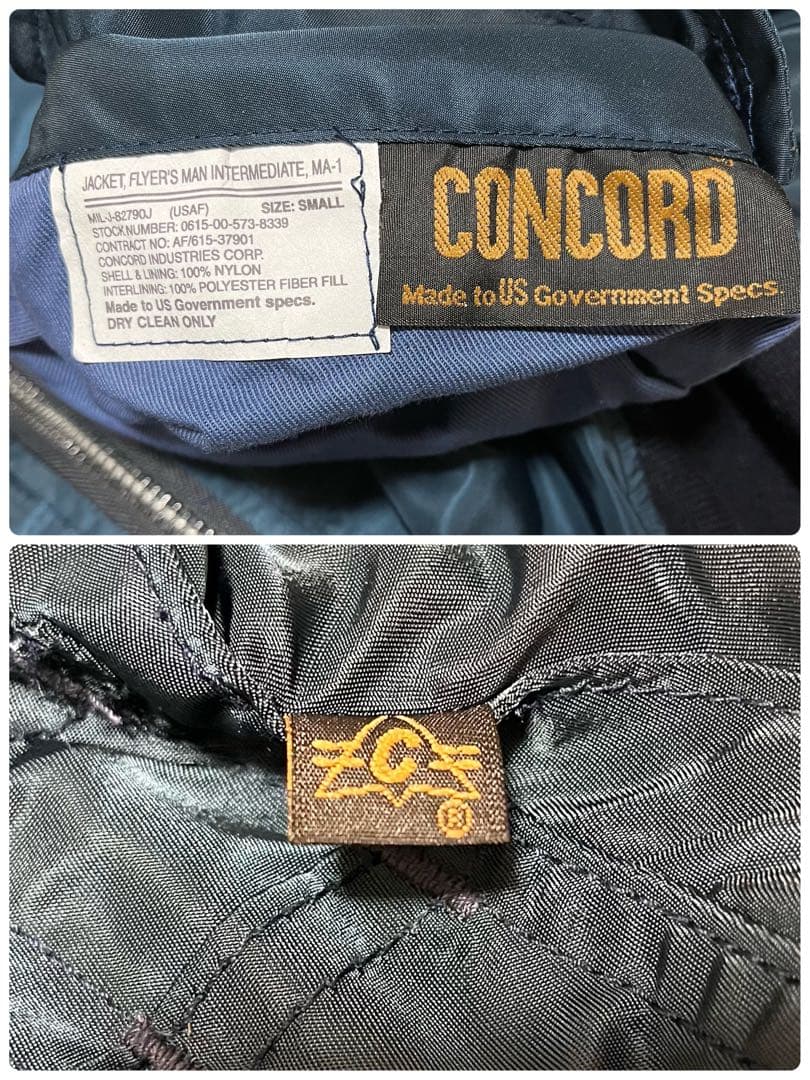 JACKET, FLYER'S MAN INTERMEDIATE, MA-1
MIL-J-82790J (USAF) SIZE: SMALL
STOCK NUMBER: 0615-00-573-8339
CONTRACT NO: AF/615-37901
CONCORD INDUSTRIES CORP.
SHELL & LINING: 100% NYLON
INTERLINING: 100% POLYESTER FIBER FILL
Made to US Government specs.
DRY CLEAN ONLY
CONCORD
Made to US Government Specs.
C
®